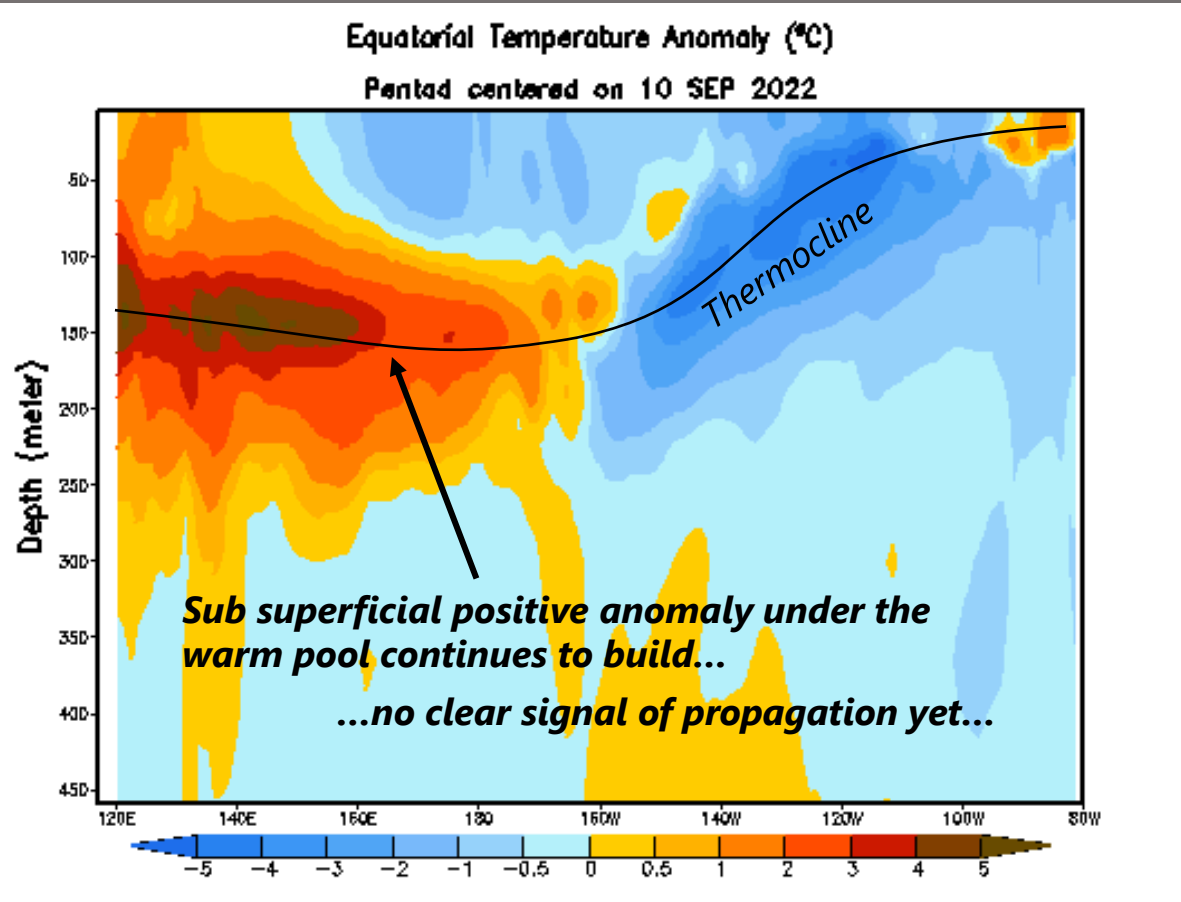 Equatorial Temperature Anomaly (°C)
Pentad centered on 10 SEP 2022
Depth (meter)
50
100
150
200
250
300
350
400
450
Thermocline
Sub superficial positive anomaly under the
warm pool continues to build...
...no clear signal of propagation yet...
120E 140E 160E 180 160W 140W 120W 100W 80W
-5 -4 -3 -2 -1 -0.5 0 0.5 1 2 3 4 5